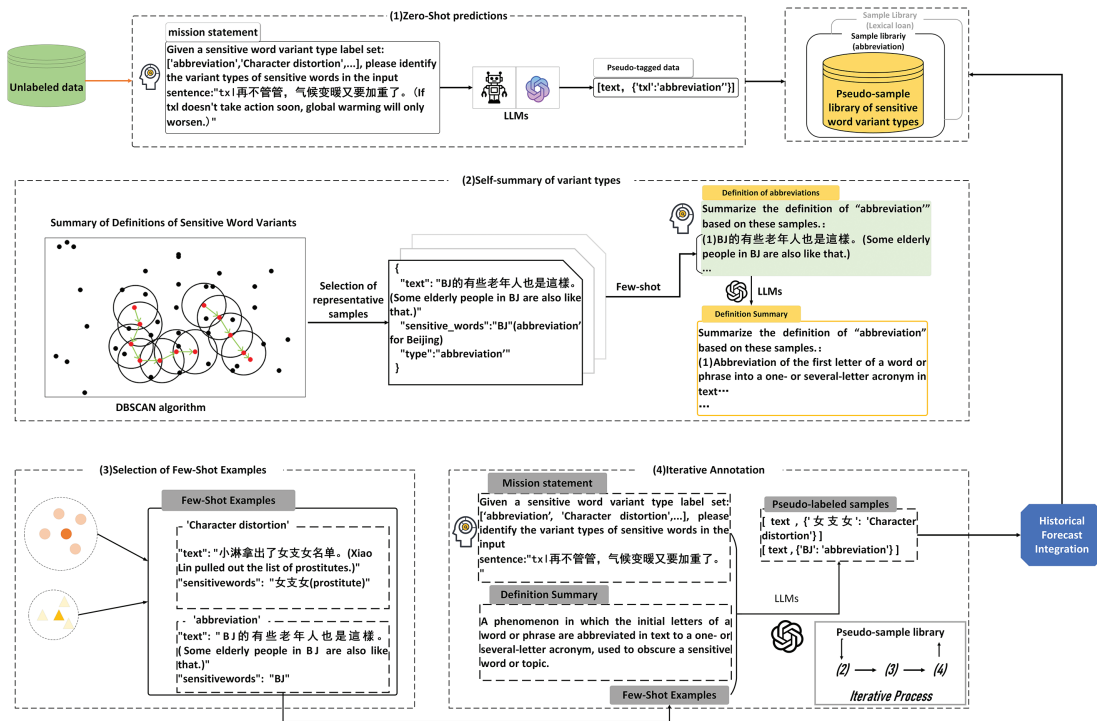 (1)Zero-Shot predictions
Unlabeled data
mission statement
Given a sensitive word variant type label set:
['abbreviation','Character distortion',...], please
identify the variant types of sensitive words in the
input
sentence:"txl再不管管，气候变暖又要加重了。(If
txl doesn't take action soon, global warming will only
worsen.)"
LLMs
Pseudo-tagged data
[text, {'txl':'abbreviation''}]
Sample Library
(Lexical loan)
Sample librariy
(abbreviation)
Pseudo-sample
library of sensitive
word variant
types
(2)Self-summary of variant types
Summary of Definitions of Sensitive Word Variants
DBSCAN algorithm
Selection of
representative
samples
{
"text": "BJ的有些老年人也是這樣。
(Some elderly people in BJ are also like
that.)"
"sensitive_words":"BJ"(abbreviation'
for Beijing)
"type":"abbreviation'"
}
Few-shot
Definition of abbreviations
Summarize the definition of "abbreviation'"
based on these samples.：
(1)BJ的有些老年人也是這樣。(Some elderly
people in BJ are also like that.)
...
LLMs
Definition Summary
Summarize the definition of "abbreviation"
based on these samples.：
(1)Abbreviation of the first letter of a word or
phrase into a one- or several-letter acronym in
text⋯
...
(3)Selection of Few-Shot Examples
Few-Shot Examples
'Character distortion'
"text": "小淋拿出了女支女名单。(Xiao
Lin pulled out the list of prostitutes.)"
"sensitivewords": "女支女(prostitute)"
'abbreviation'
"text": "BJ的有些老年人也是這樣。
(Some elderly people in BJ are also like
that.)"
"sensitivewords": "BJ"
(4)Iterative Annotation
Mission statement
Given a sensitive word variant type label set:
['abbreviation', 'Character distortion',...], please
identify the variant types of sensitive words in the
input
sentence:"txl再不管管，气候变暖又要加重了。
"
Definition Summary
A phenomenon in which the initial letters of a
word or phrase are abbreviated in text to a one- or
several-letter acronym, used to obscure a sensitive
word or topic.
Few-Shot Examples
LLMs
Pseudo-labeled samples
[ text , {'女支女': 'Character
distortion'} ]
[ text , {'BJ': 'abbreviation'} ]
Pseudo-sample library
(2) (3) (4)
Iterative Process
Historical
Forecast
Integration